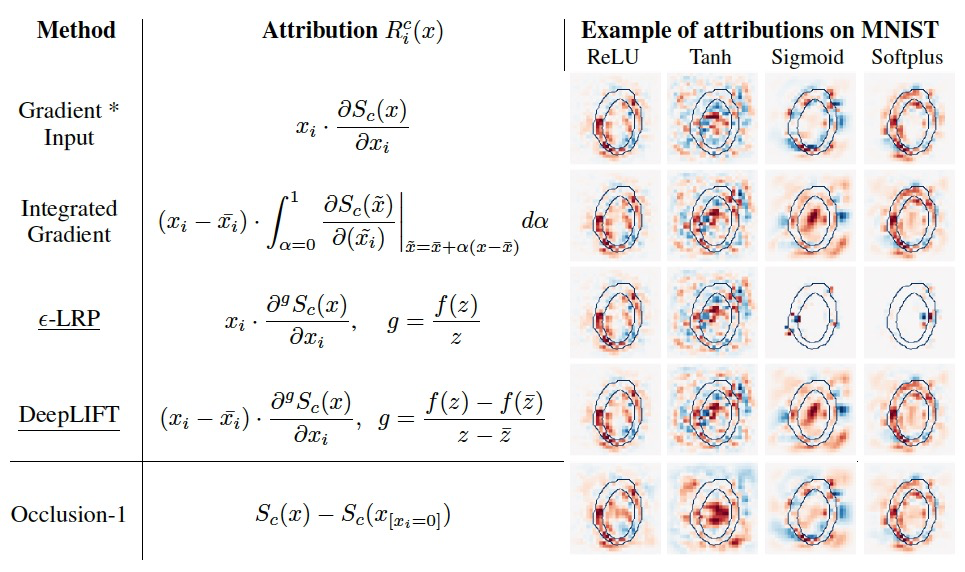 Method Attribution $R_i^c(x)$ Example of attributions on MNIST
ReLU Tanh Sigmoid Softplus
Gradient * Input $x_i \cdot \frac{\partial S_c(x)}{\partial x_i}$
Integrated Gradient $(x_i - \bar{x_i}) \cdot \int_{\alpha=0}^{1} \frac{\partial S_c(\tilde{x})}{\partial (\tilde{x_i})} \Big|_{\tilde{x}=\bar{x}+\alpha(x-\bar{x})} d\alpha$
ϵ-LRP $x_i \cdot \frac{\partial^g S_c(x)}{\partial x_i}, \quad g = \frac{f(z)}{z}$
DeepLIFT $(x_i - \bar{x_i}) \cdot \frac{\partial^g S_c(x)}{\partial x_i}, \; g = \frac{f(z) - f(\bar{z})}{z - \bar{z}}$
Occlusion-1 $S_c(x) - S_c(x_{[x_i=0]})$